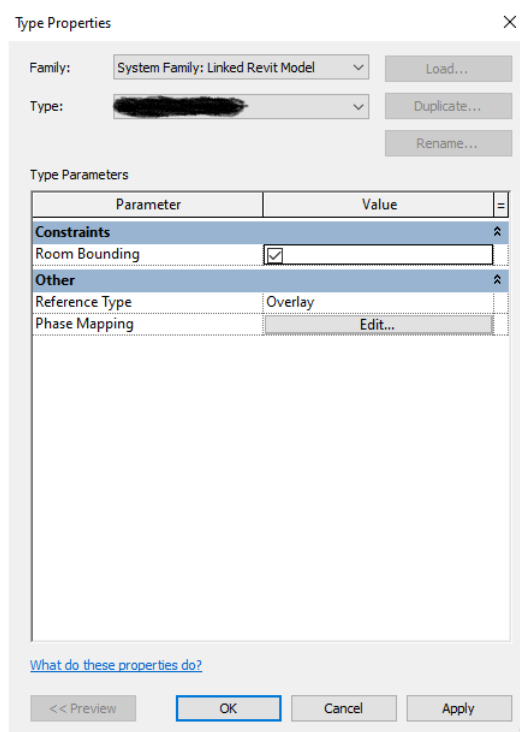 Type Properties
Family: System Family: Linked Revit Model Load...
Type: Duplicate...
Rename...
Type Parameters
Parameter Value =
Constraints
Room Bounding
Other
Reference Type Overlay
Phase Mapping Edit...
What do these properties do?
<< Preview OK Cancel Apply